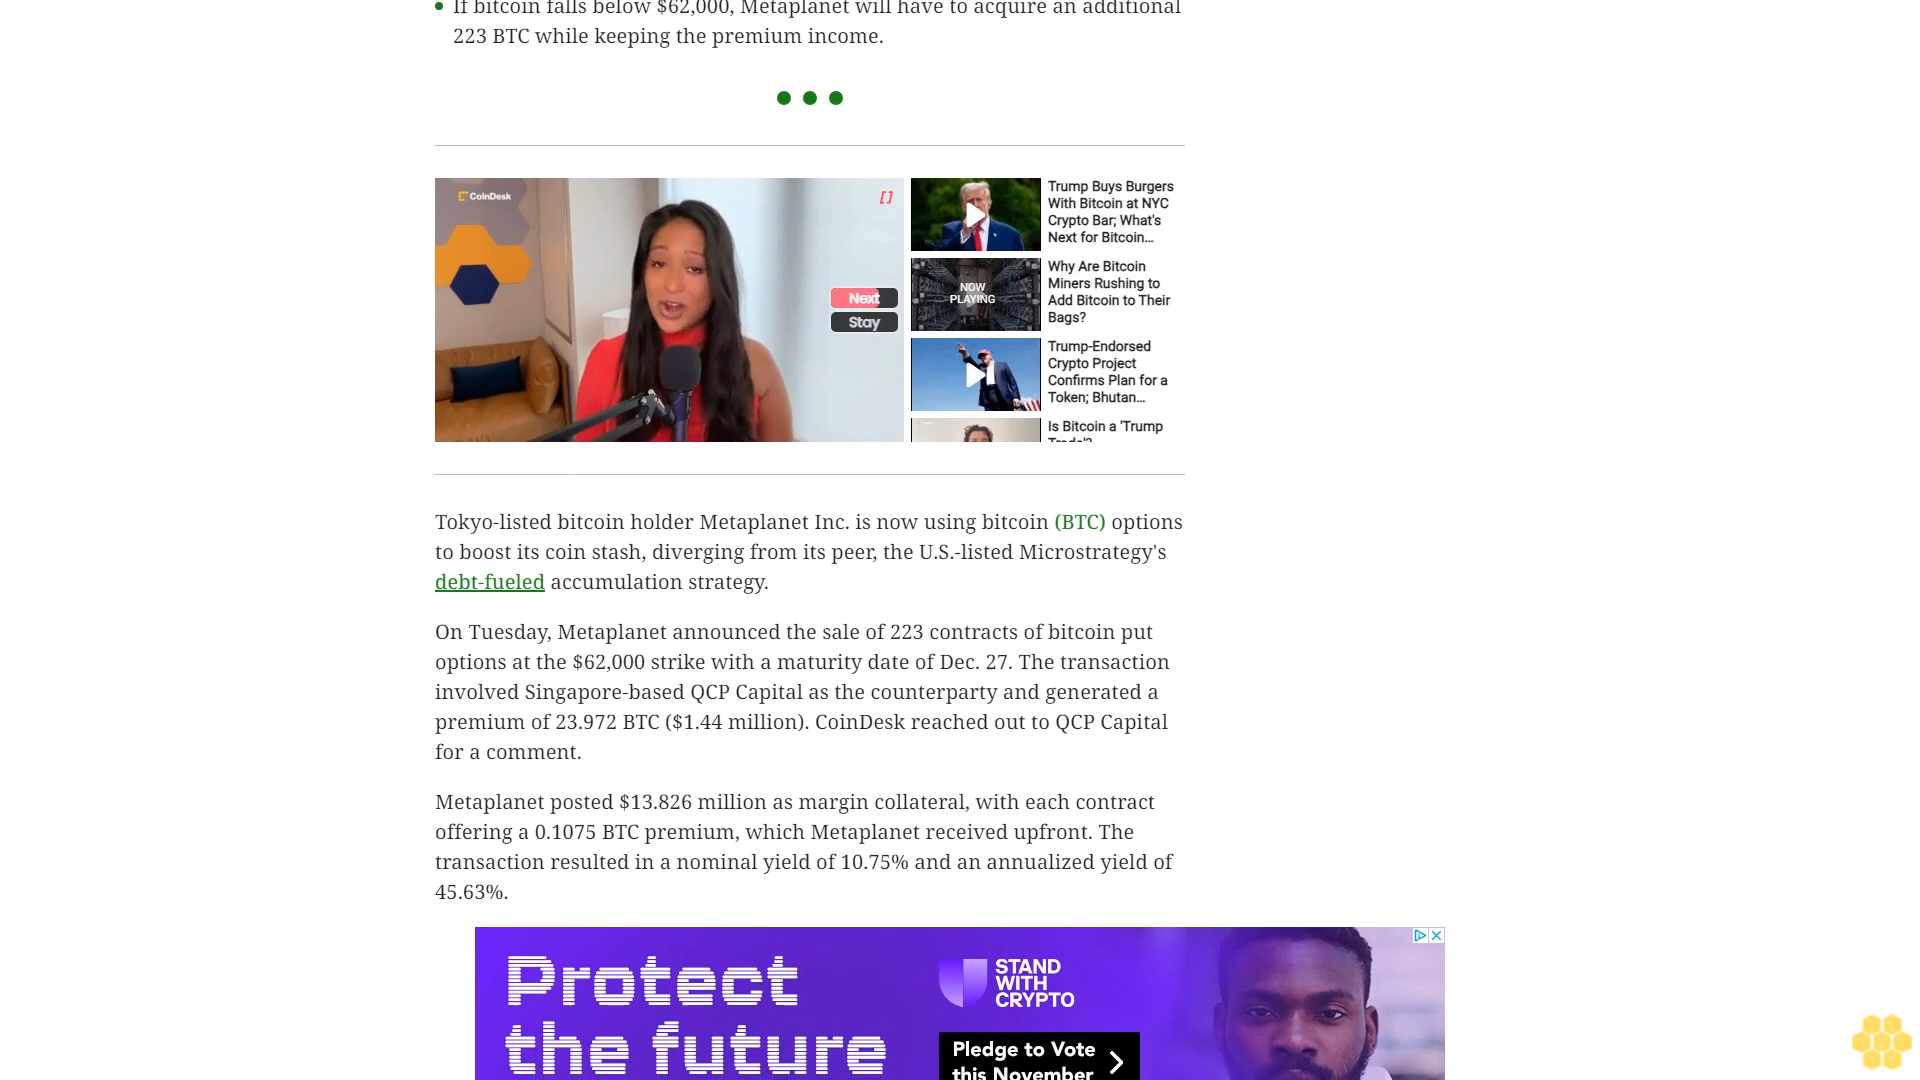 If bitcoin falls below $62,000, Metaplanet will have to acquire an additional
223 BTC while keeping the premium income.
CoinDesk
[ ]
Next
Stay
Trump Buys Burgers
With Bitcoin at NYC
Crypto Bar; What's
Next for Bitcoin...
NOW
PLAYING
Why Are Bitcoin
Miners Rushing to
Add Bitcoin to Their
Bags?
Trump-Endorsed
Crypto Project
Confirms Plan for a
Token; Bhutan...
Is Bitcoin a 'Trump
Trade'?
Tokyo-listed bitcoin holder Metaplanet Inc. is now using bitcoin (BTC) options
to boost its coin stash, diverging from its peer, the U.S.-listed Microstrategy's
debt-fueled accumulation strategy.
On Tuesday, Metaplanet announced the sale of 223 contracts of bitcoin put
options at the $62,000 strike with a maturity date of Dec. 27. The transaction
involved Singapore-based QCP Capital as the counterparty and generated a
premium of 23.972 BTC ($1.44 million). CoinDesk reached out to QCP Capital
for a comment.
Metaplanet posted $13.826 million as margin collateral, with each contract
offering a 0.1075 BTC premium, which Metaplanet received upfront. The
transaction resulted in a nominal yield of 10.75% and an annualized yield of
45.63%.
Protect
the future
STAND
WITH
CRYPTO
Pledge to Vote
this November